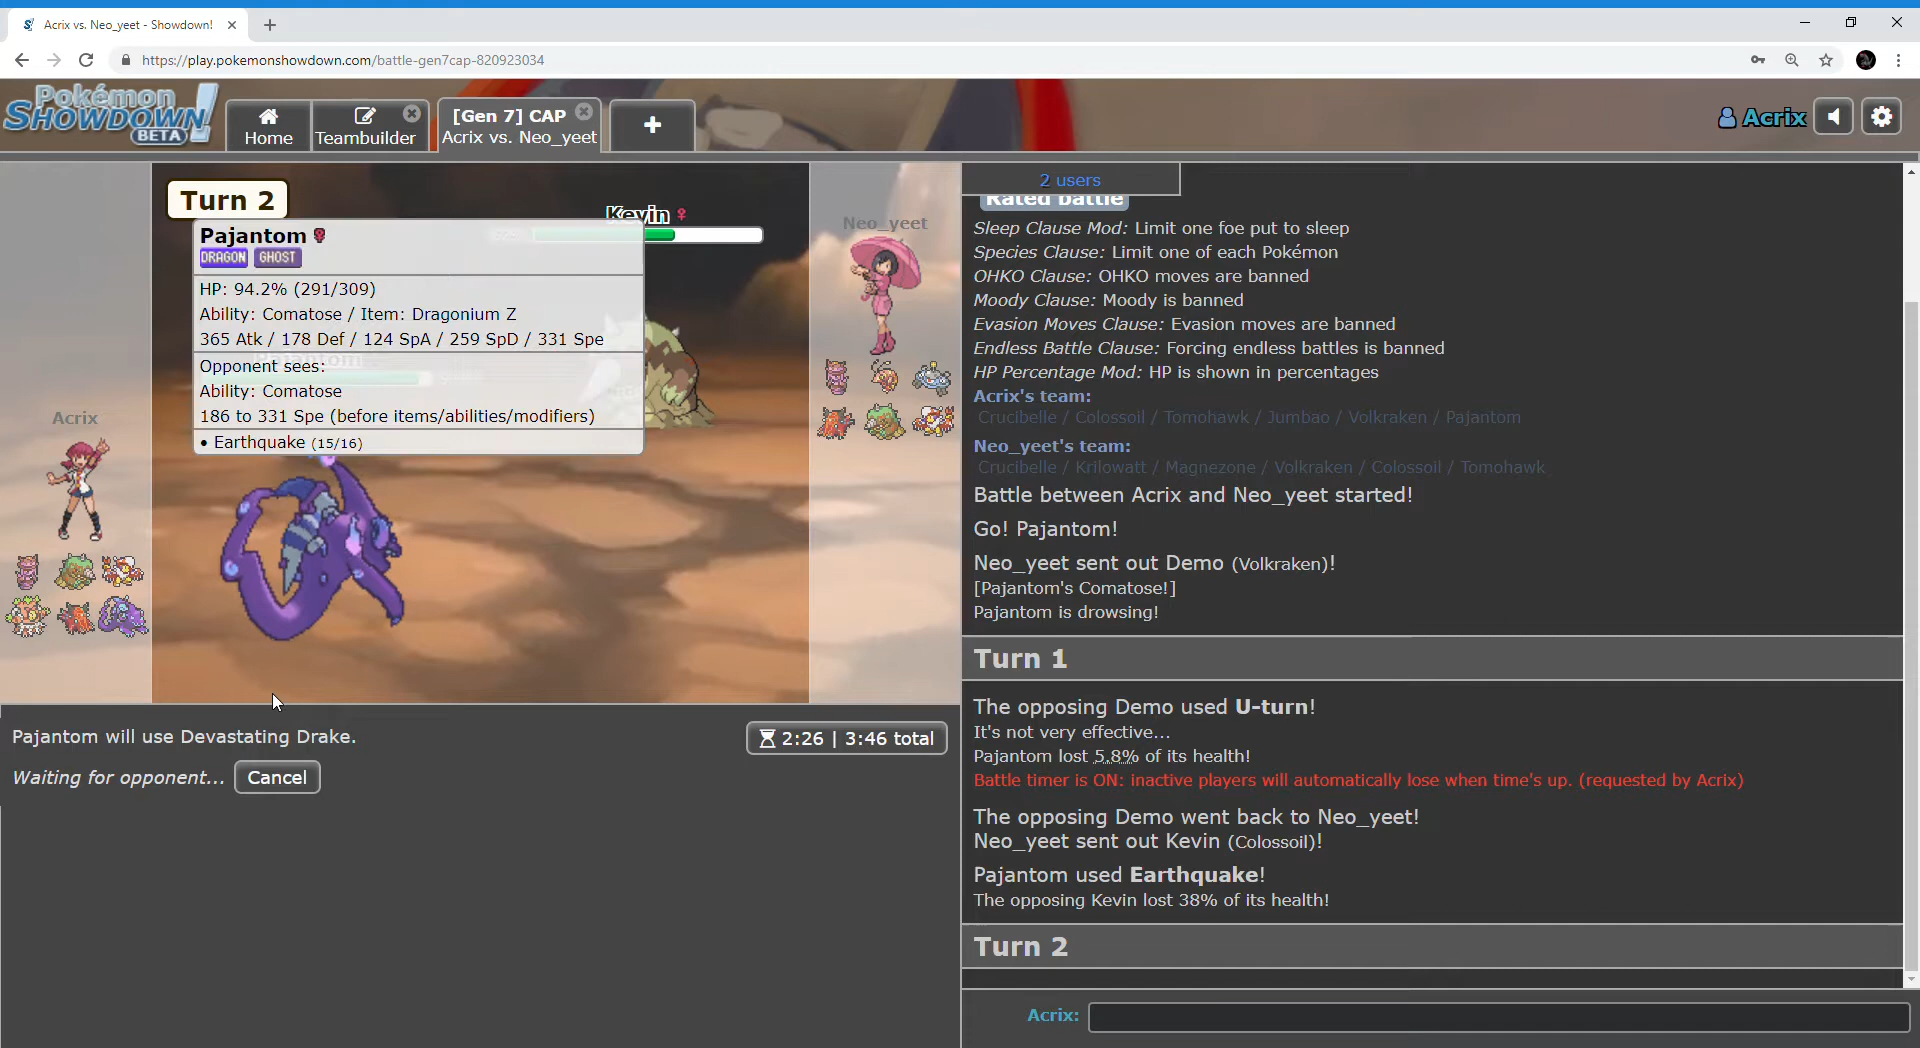 Acrix vs. Neo_yeet - Showdown!
https://play.pokemonshowdown.com/battle-gen7cap-820923034
Pokémon
SHOWDOWN!
BETA
Home
Teambuilder
[Gen 7] CAP
Acrix vs. Neo_yeet
Acrix
Turn 2
Kevin
Pajantom
DRAGON GHOST
HP: 94.2% (291/309)
Ability: Comatose / Item: Dragonium Z
365 Atk / 178 Def / 124 SpA / 259 SpD / 331 Spe
Opponent sees:
Ability: Comatose
186 to 331 Spe (before items/abilities/modifiers)
• Earthquake (15/16)
Acrix
Neo_yeet
Pajantom will use Devastating Drake.
2:26 | 3:46 total
Waiting for opponent... Cancel
2 users
Rated battle
Sleep Clause Mod: Limit one foe put to sleep
Species Clause: Limit one of each Pokémon
OHKO Clause: OHKO moves are banned
Moody Clause: Moody is banned
Evasion Moves Clause: Evasion moves are banned
Endless Battle Clause: Forcing endless battles is banned
HP Percentage Mod: HP is shown in percentages
Acrix's team:
Crucibelle / Colossoil / Tomohawk / Jumbao / Volkraken / Pajantom
Neo_yeet's team:
Crucibelle / Krilowatt / Magnezone / Volkraken / Colossoil / Tomohawk
Battle between Acrix and Neo_yeet started!
Go! Pajantom!
Neo_yeet sent out Demo (Volkraken)!
[Pajantom's Comatose!]
Pajantom is drowsing!
Turn 1
The opposing Demo used U-turn!
It's not very effective...
Pajantom lost 5.8% of its health!
Battle timer is ON: inactive players will automatically lose when time's up. (requested by Acrix)
The opposing Demo went back to Neo_yeet!
Neo_yeet sent out Kevin (Colossoil)!
Pajantom used Earthquake!
The opposing Kevin lost 38% of its health!
Turn 2
Acrix: